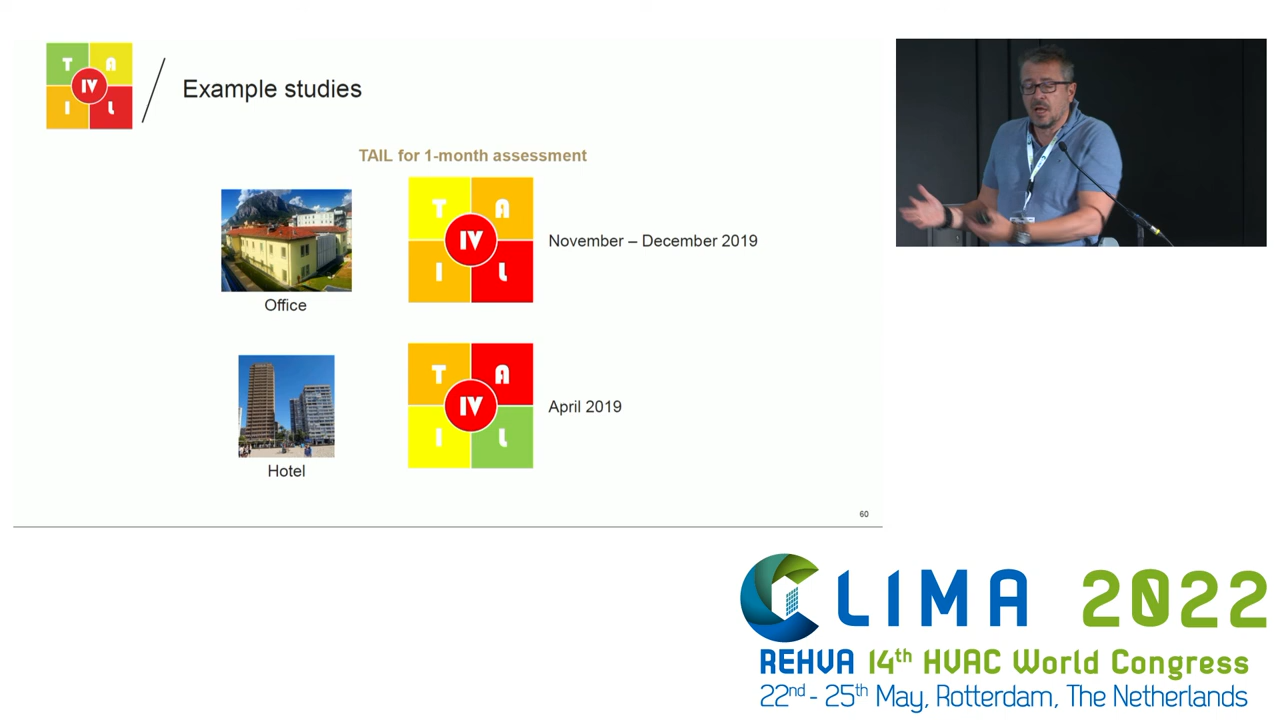 T A
IV
I L
Example studies
TAIL for 1-month assessment
T A
IV
I L
November – December 2019
Office
T A
IV
I L
April 2019
Hotel
60
CLIMA 2022
REHVA 14th HVAC World Congress
22nd - 25th May, Rotterdam, The Netherlands